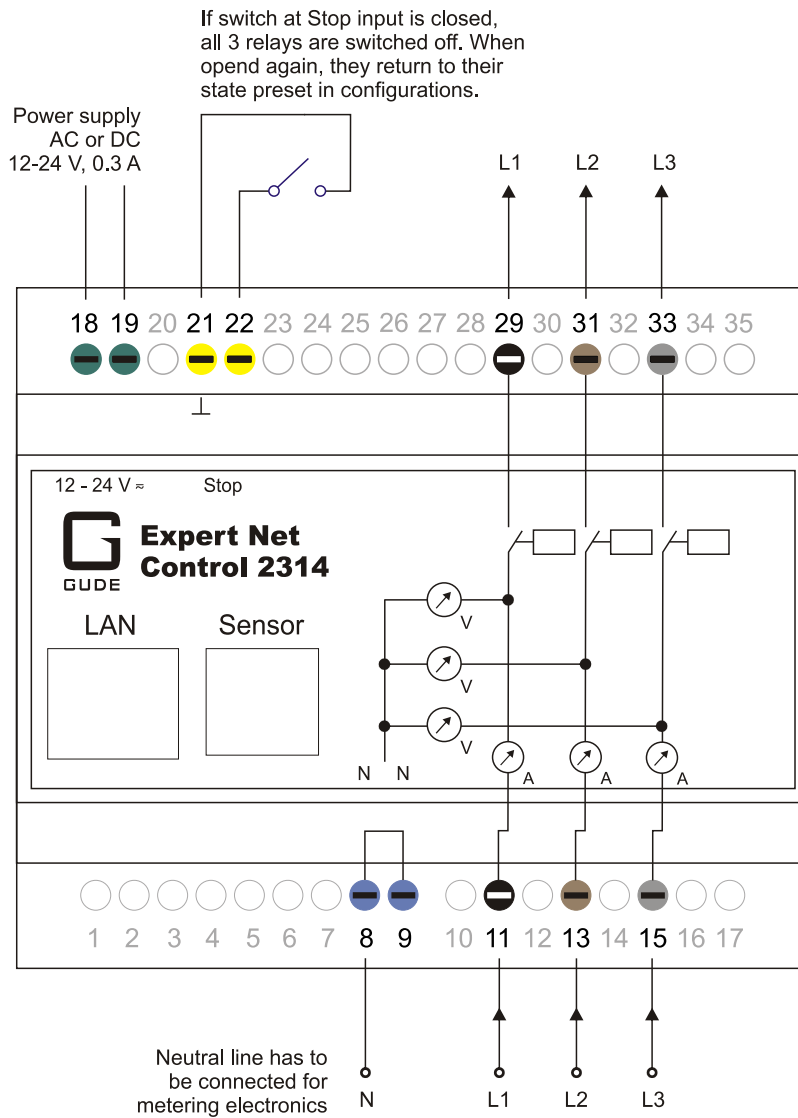 If switch at Stop input is closed,
all 3 relays are switched off. When
opend again, they return to their
state preset in configurations.
Power supply
AC or DC
12-24 V, 0.3 A
L1 L2 L3
18 19 20 21 22 23 24 25 26 27 28 29 30 31 32 33 34 35
12 - 24 V ≂ Stop
GUDE
Expert Net
Control 2314
LAN Sensor
V
V
V
N N
A A A
1 2 3 4 5 6 7 8 9 10 11 12 13 14 15 16 17
Neutral line has to
be connected for
metering electronics
N L1 L2 L3